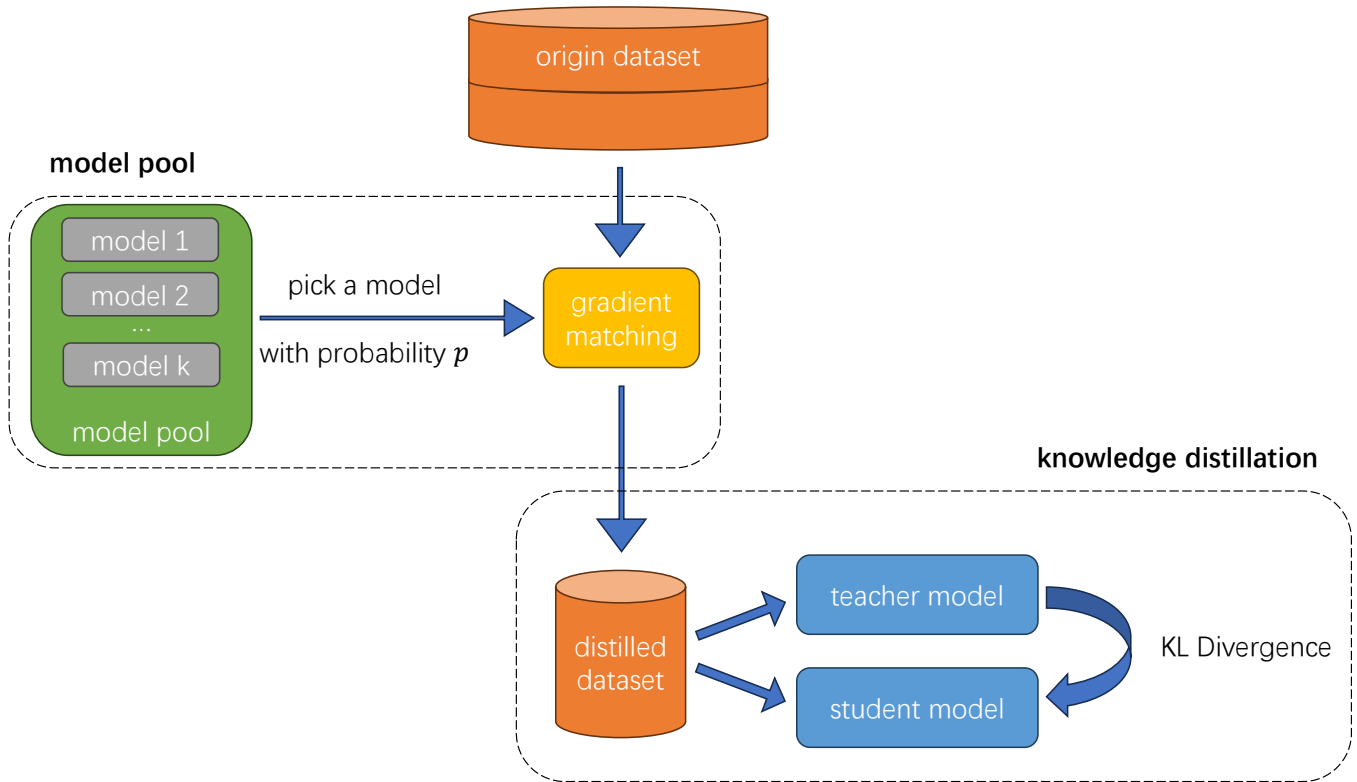 origin dataset
model pool
model 1
model 2
...
model k
model pool
pick a model
with probability p
gradient
matching
knowledge distillation
distilled
dataset
teacher model
student model
KL Divergence